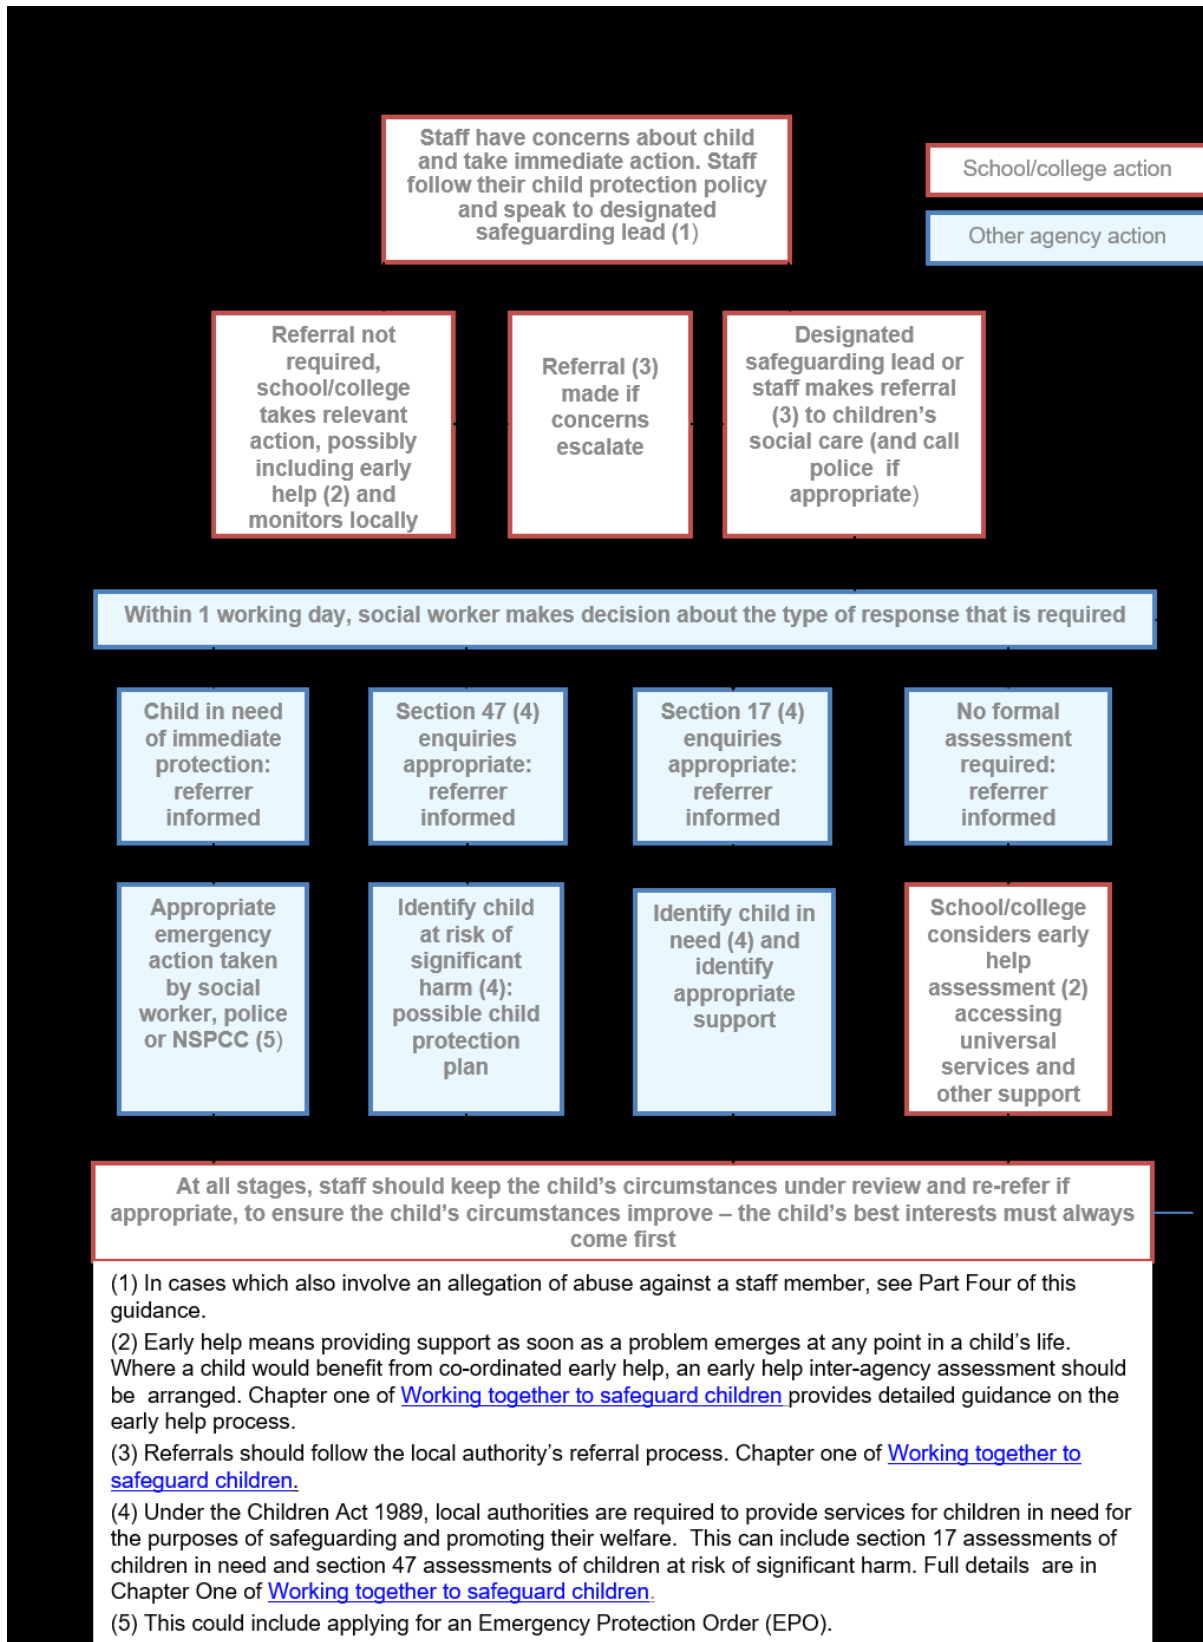 Staff have concerns about child
and take immediate action. Staff
follow their child protection policy
and speak to designated
safeguarding lead (1)
School/college action
Other agency action
Referral not
required,
school/college
takes relevant
action, possibly
including early
help (2) and
monitors locally
Referral (3)
made if
concerns
escalate
Designated
safeguarding lead or
staff makes referral
(3) to children’s
social care (and call
police if
appropriate)
Within 1 working day, social worker makes decision about the type of response that is required
Child in need
of immediate
protection:
referrer
informed
Section 47 (4)
enquiries
appropriate:
referrer
informed
Section 17 (4)
enquiries
appropriate:
referrer
informed
No formal
assessment
required:
referrer
informed
Appropriate
emergency
action taken
by social
worker, police
or NSPCC (5)
Identify child
at risk of
significant
harm (4):
possible child
protection
plan
Identify child in
need (4) and
identify
appropriate
support
School/college
considers early
help
assessment (2)
accessing
universal
services and
other support
At all stages, staff should keep the child’s circumstances under review and re-refer if
appropriate, to ensure the child’s circumstances improve – the child’s best interests must always
come first
(1) In cases which also involve an allegation of abuse against a staff member, see Part Four of this
guidance.
(2) Early help means providing support as soon as a problem emerges at any point in a child’s life.
Where a child would benefit from co-ordinated early help, an early help inter-agency assessment should
be arranged. Chapter one of Working together to safeguard children provides detailed guidance on the
early help process.
(3) Referrals should follow the local authority’s referral process. Chapter one of Working together to
safeguard children.
(4) Under the Children Act 1989, local authorities are required to provide services for children in need for
the purposes of safeguarding and promoting their welfare. This can include section 17 assessments of
children in need and section 47 assessments of children at risk of significant harm. Full details are in
Chapter One of Working together to safeguard children.
(5) This could include applying for an Emergency Protection Order (EPO).